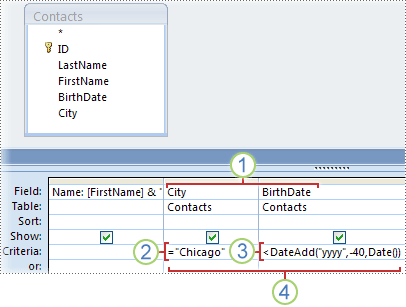 Contacts
*
ID
LastName
FirstName
BirthDate
City
1
Field: Name: [FirstName] & " City BirthDate
Table: Contacts Contacts
Sort:
Show:
Criteria: 2 ="Chicago" 3 <DateAdd("yyyy",-40,Date())
or:
4